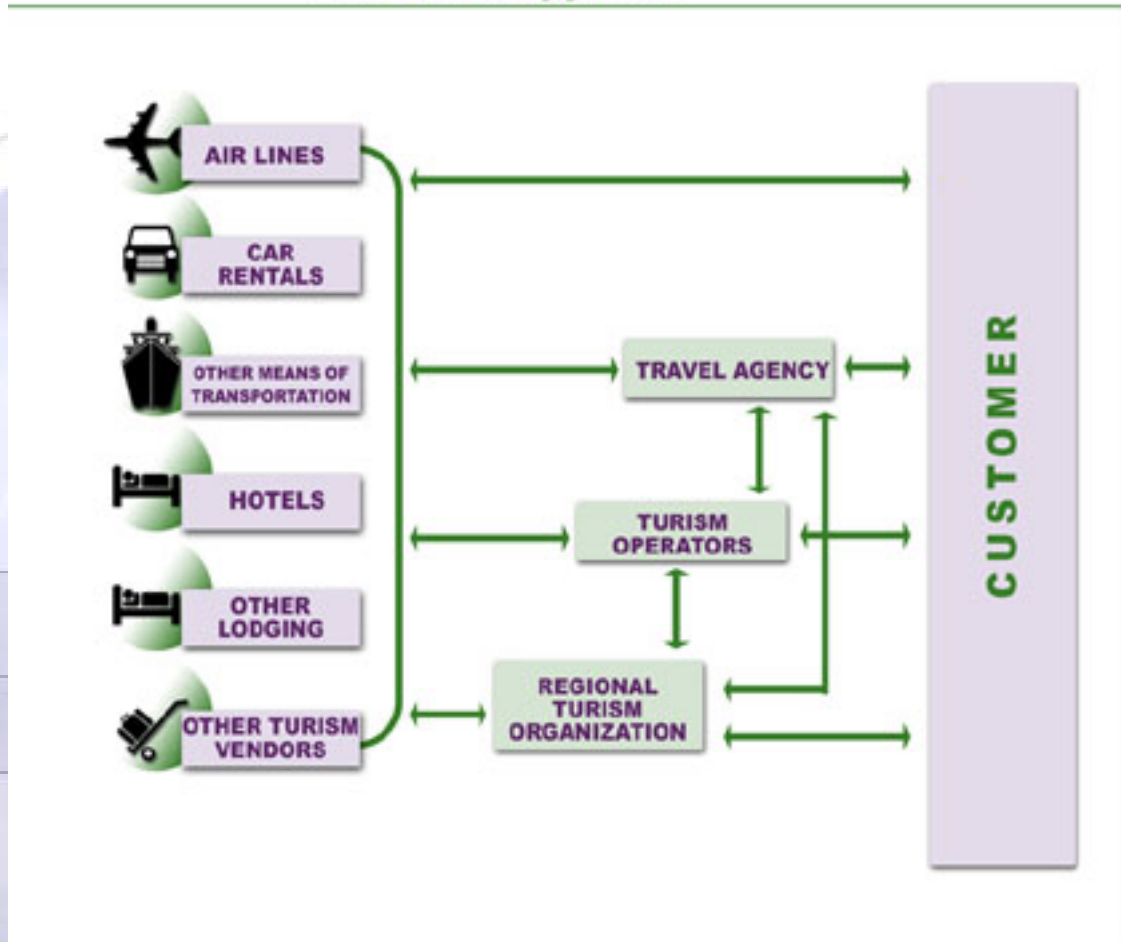 AIR LINES
CAR
RENTALS
OTHER MEANS OF
TRANSPORTATION
HOTELS
OTHER
LODGING
OTHER TURISM
VENDORS
TRAVEL AGENCY
TURISM
OPERATORS
REGIONAL
TURISM
ORGANIZATION
CUSTOMER